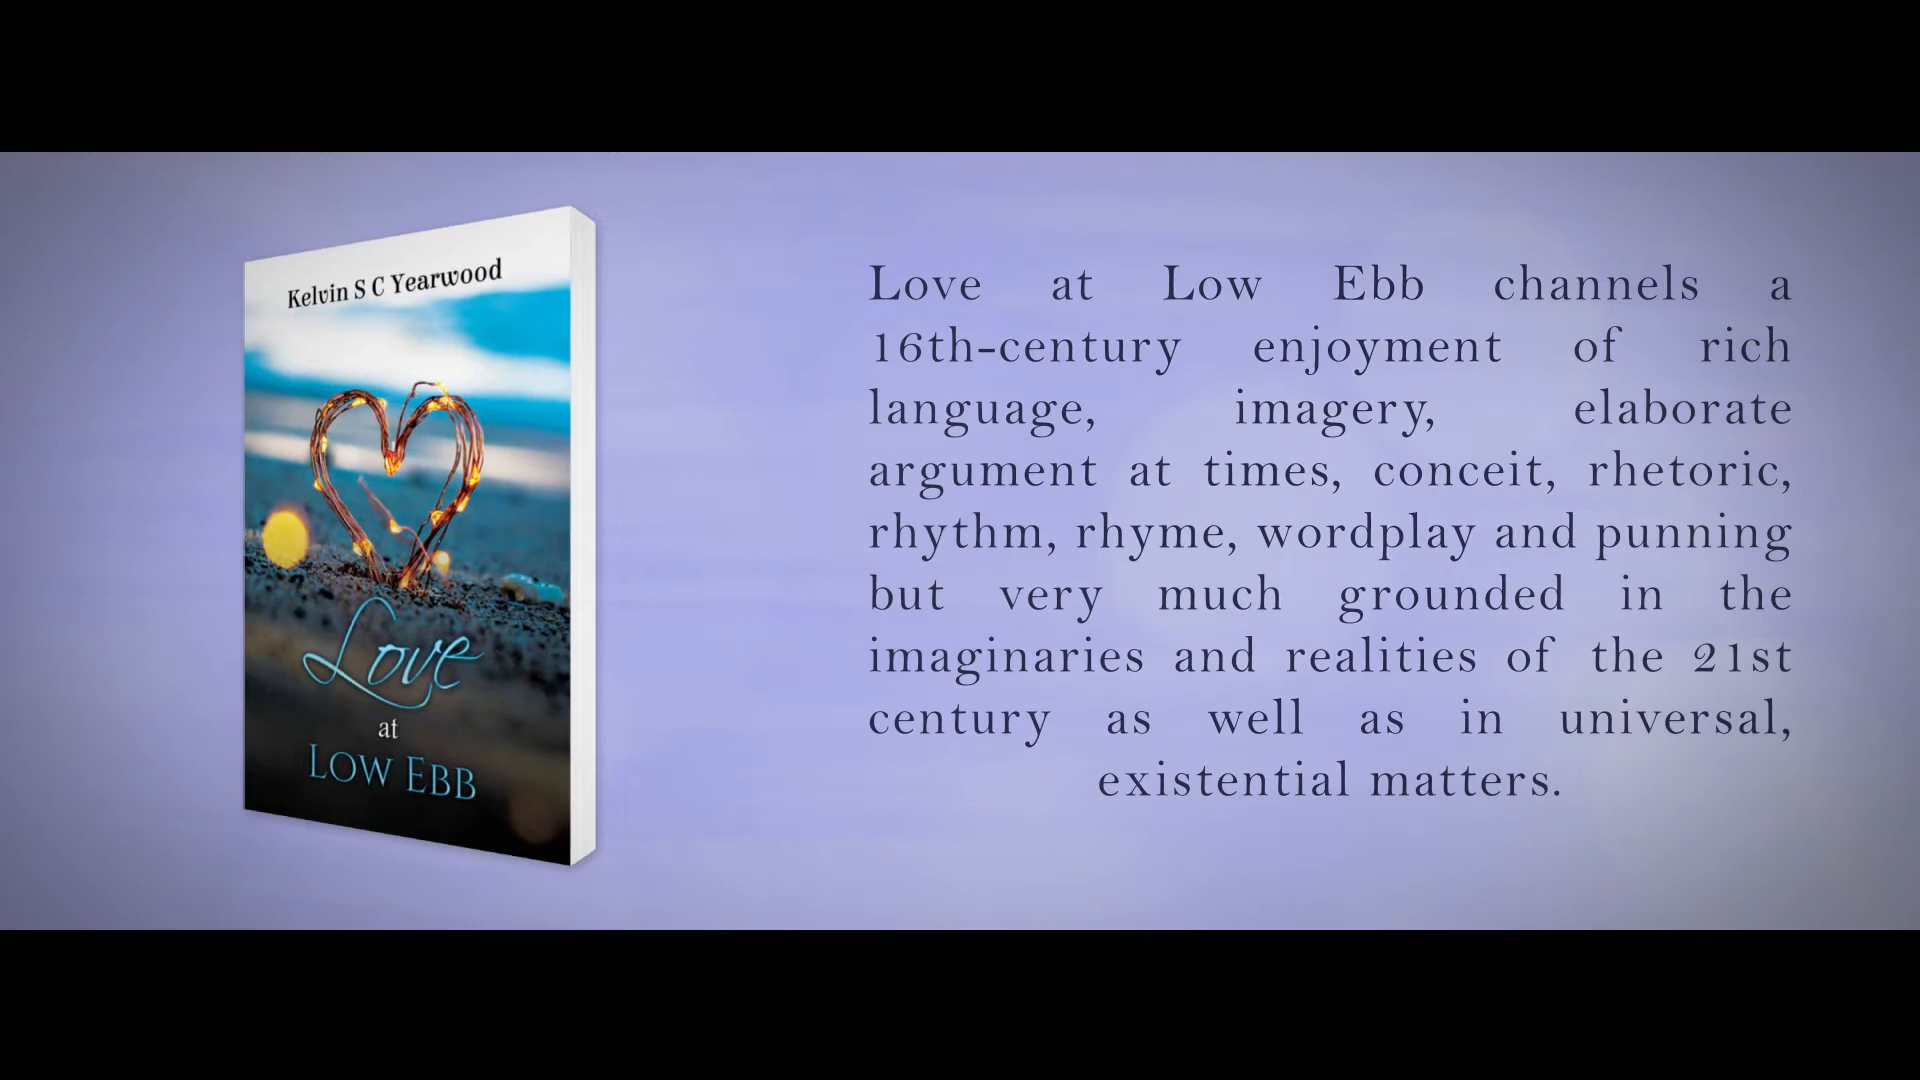 Kelvin S C Yearwood
Love
at
Low Ebb
Love at Low Ebb channels a
16th-century enjoyment of rich
language, imagery, elaborate
argument at times, conceit, rhetoric,
rhythm, rhyme, wordplay and punning
but very much grounded in the
imaginaries and realities of the 21st
century as well as in universal,
existential matters.